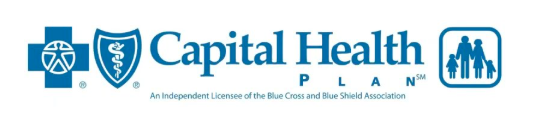 Capital Health
PLAN℠
® ®
An Independent Licensee of the Blue Cross and Blue Shield Association